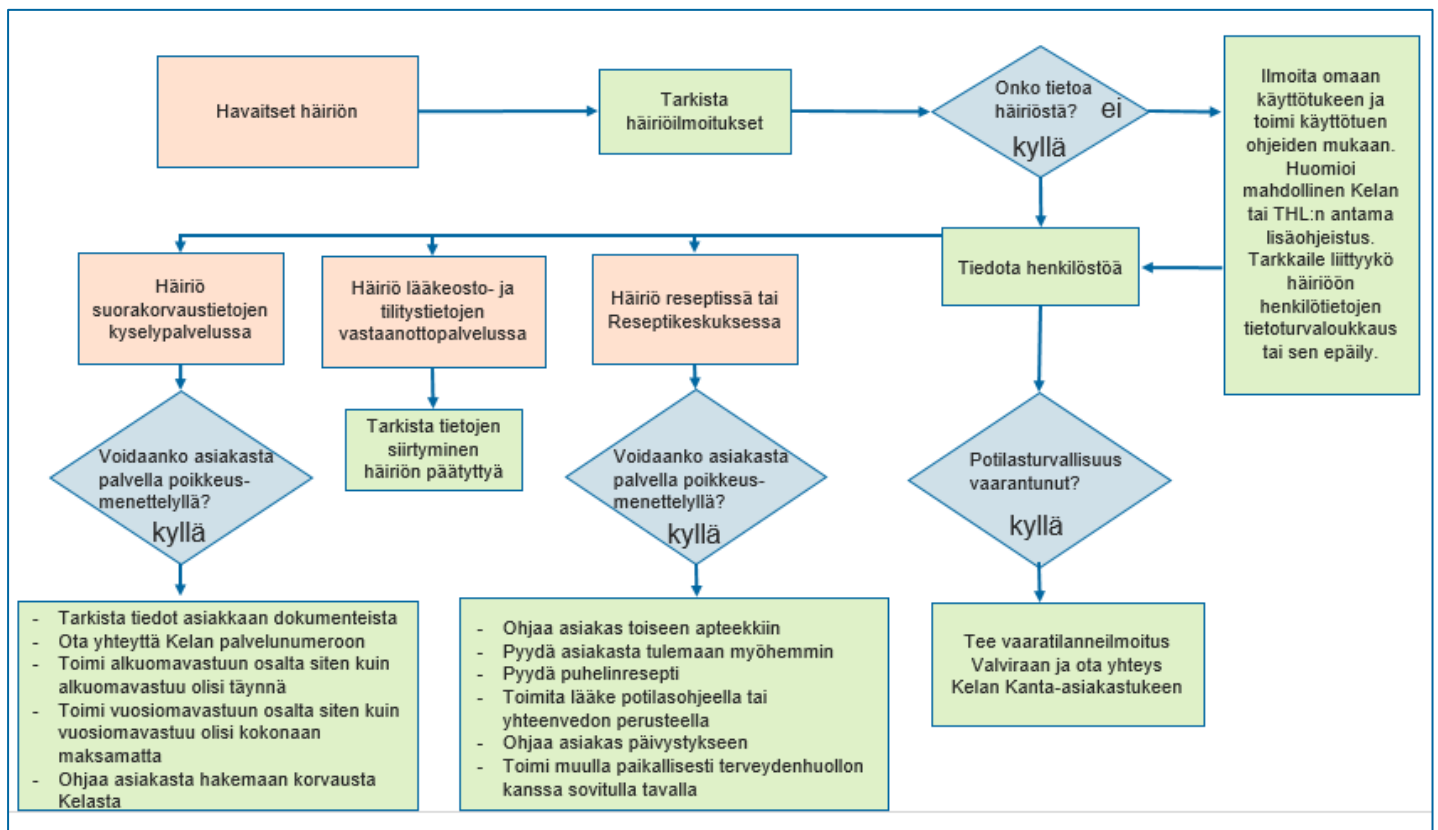 Havaitset häiriön
Tarkista
häiriöilmoitukset
Onko tietoa
häiriöstä? ei
kyllä
Ilmoita omaan
käyttötukeen ja
toimi käyttötuen
ohjeiden mukaan.
Huomioi
mahdollinen Kelan
tai THL:n antama
lisäohjeistus.
Tarkkaile liittyykö
häiriöön
henkilötietojen
tietoturvaloukkaus
tai sen epäily.
Tiedota henkilöstöä
Häiriö
suorakorvaustietojen
kyselypalvelussa
Häiriö lääkeosto- ja
tilitystietojen
vastaanottopalvelussa
Häiriö reseptissä tai
Reseptikeskuksessa
Voidaanko asiakasta
palvella poikkeus-
menettelyllä?
kyllä
Tarkista tietojen
siirtyminen
häiriön päätyttyä
Voidaanko asiakasta
palvella poikkeus-
menettelyllä?
kyllä
Potilasturvallisuus
vaarantunut?
kyllä
- Tarkista tiedot asiakkaan dokumenteista
- Ota yhteyttä Kelan palvelunumeroon
- Toimi alkuomavastuun osalta siten kuin
alkuomavastuu olisi täynnä
- Toimi vuosiomavastuun osalta siten kuin
vuosiomavastuu olisi kokonaan
maksamatta
- Ohjaa asiakasta hakemaan korvausta
Kelasta
- Ohjaa asiakas toiseen apteekkiin
- Pyydä asiakasta tulemaan myöhemmin
- Pyydä puhelinresepti
- Toimita lääke potilasohjeella tai
yhteenvedon perusteella
- Ohjaa asiakas päivystykseen
- Toimi muulla paikallisesti terveydenhuollon
kanssa sovitulla tavalla
Tee vaaratilanneilmoitus
Valviraan ja ota yhteys
Kelan Kanta-asiakastukeen